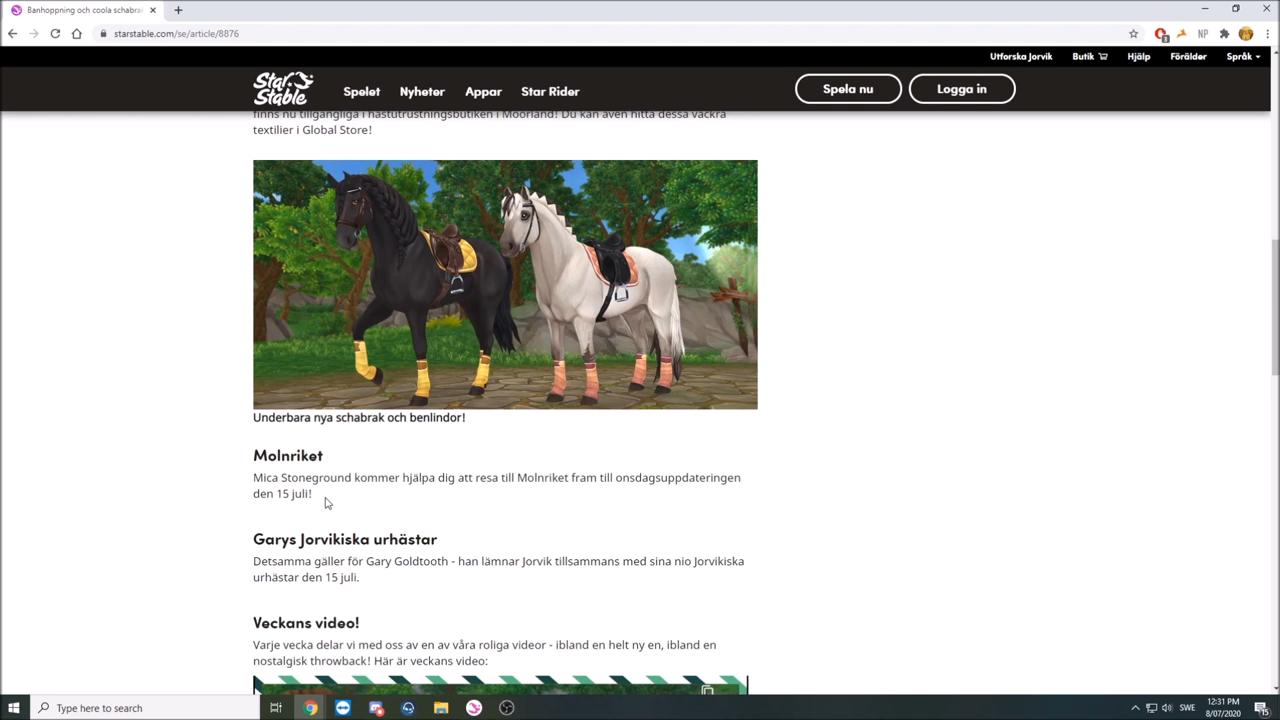 Banhoppning och coola schabrak
starstable.com/se/article/8876
NP
Utforska Jorvik Butik Hjälp Förälder Språk
Star Stable Spelet Nyheter Appar Star Rider Spela nu Logga in
finns nu tillgängliga i hästutrustningsbutiken i Moorland! Du kan även hitta dessa vackra
textilier i Global Store!
Underbara nya schabrak och benlindor!
Molnriket
Mica Stoneground kommer hjälpa dig att resa till Molnriket fram till onsdagsuppdateringen
den 15 juli!
Garys Jorvikiska urhästar
Detsamma gäller för Gary Goldtooth - han lämnar Jorvik tillsammans med sina nio Jorvikiska
urhästar den 15 juli.
Veckans video!
Varje vecka delar vi med oss av en av våra roliga videor - ibland en helt ny en, ibland en
nostalgisk throwback! Här är veckans video:
Type here to search
SWE
12:31 PM
8/07/2020
15